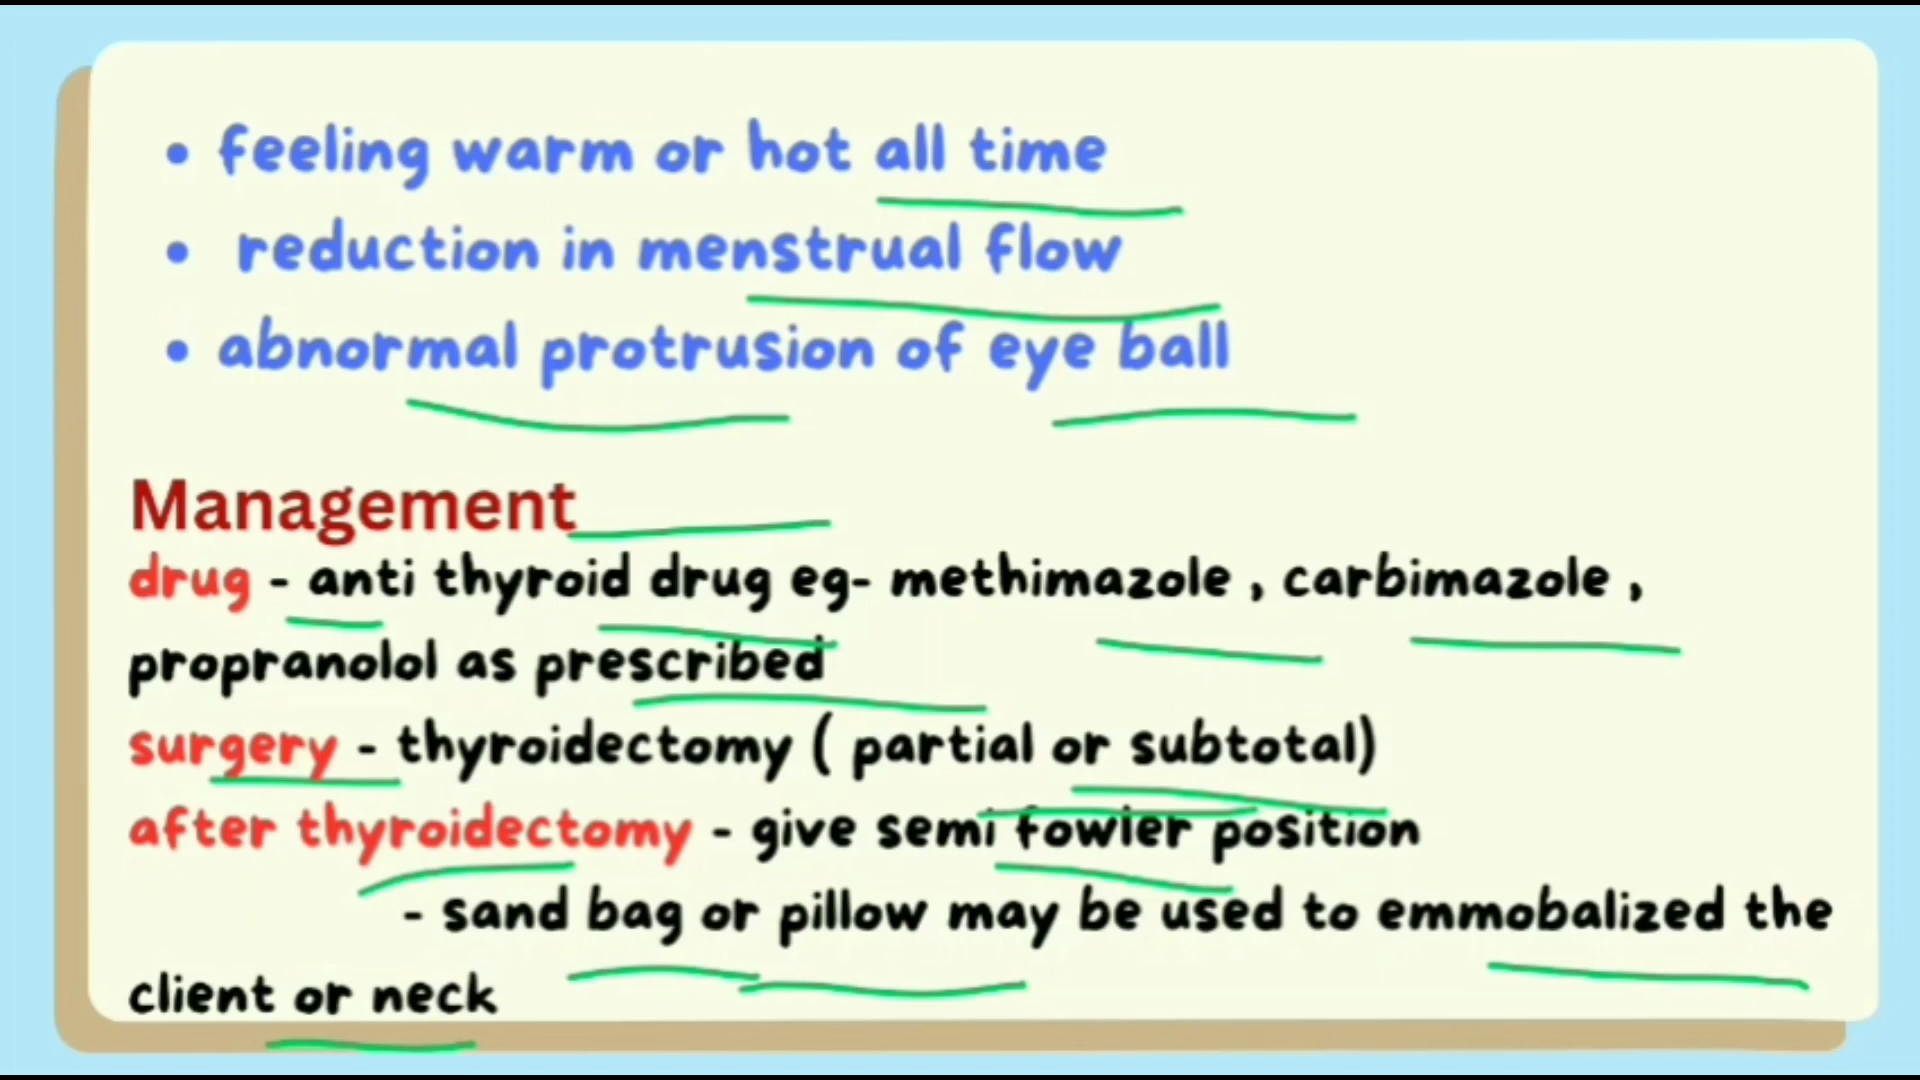 • feeling warm or hot all time
• reduction in menstrual flow
• abnormal protrusion of eye ball
Management
drug - anti thyroid drug eg- methimazole , carbimazole ,
propranolol as prescribed
surgery - thyroidectomy ( partial or subtotal)
after thyroidectomy - give semi fowler position
- sand bag or pillow may be used to emmobalized the
client or neck